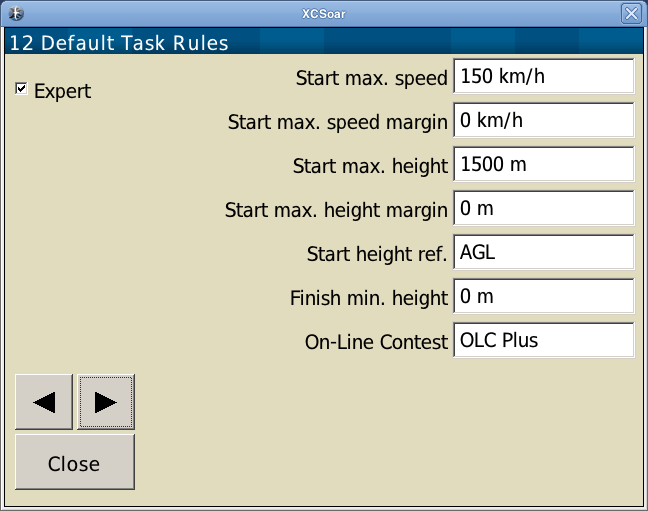 XCSoar
12 Default Task Rules
Expert
Start max. speed 150 km/h
Start max. speed margin 0 km/h
Start max. height 1500 m
Start max. height margin 0 m
Start height ref. AGL
Finish min. height 0 m
On-Line Contest OLC Plus
Close